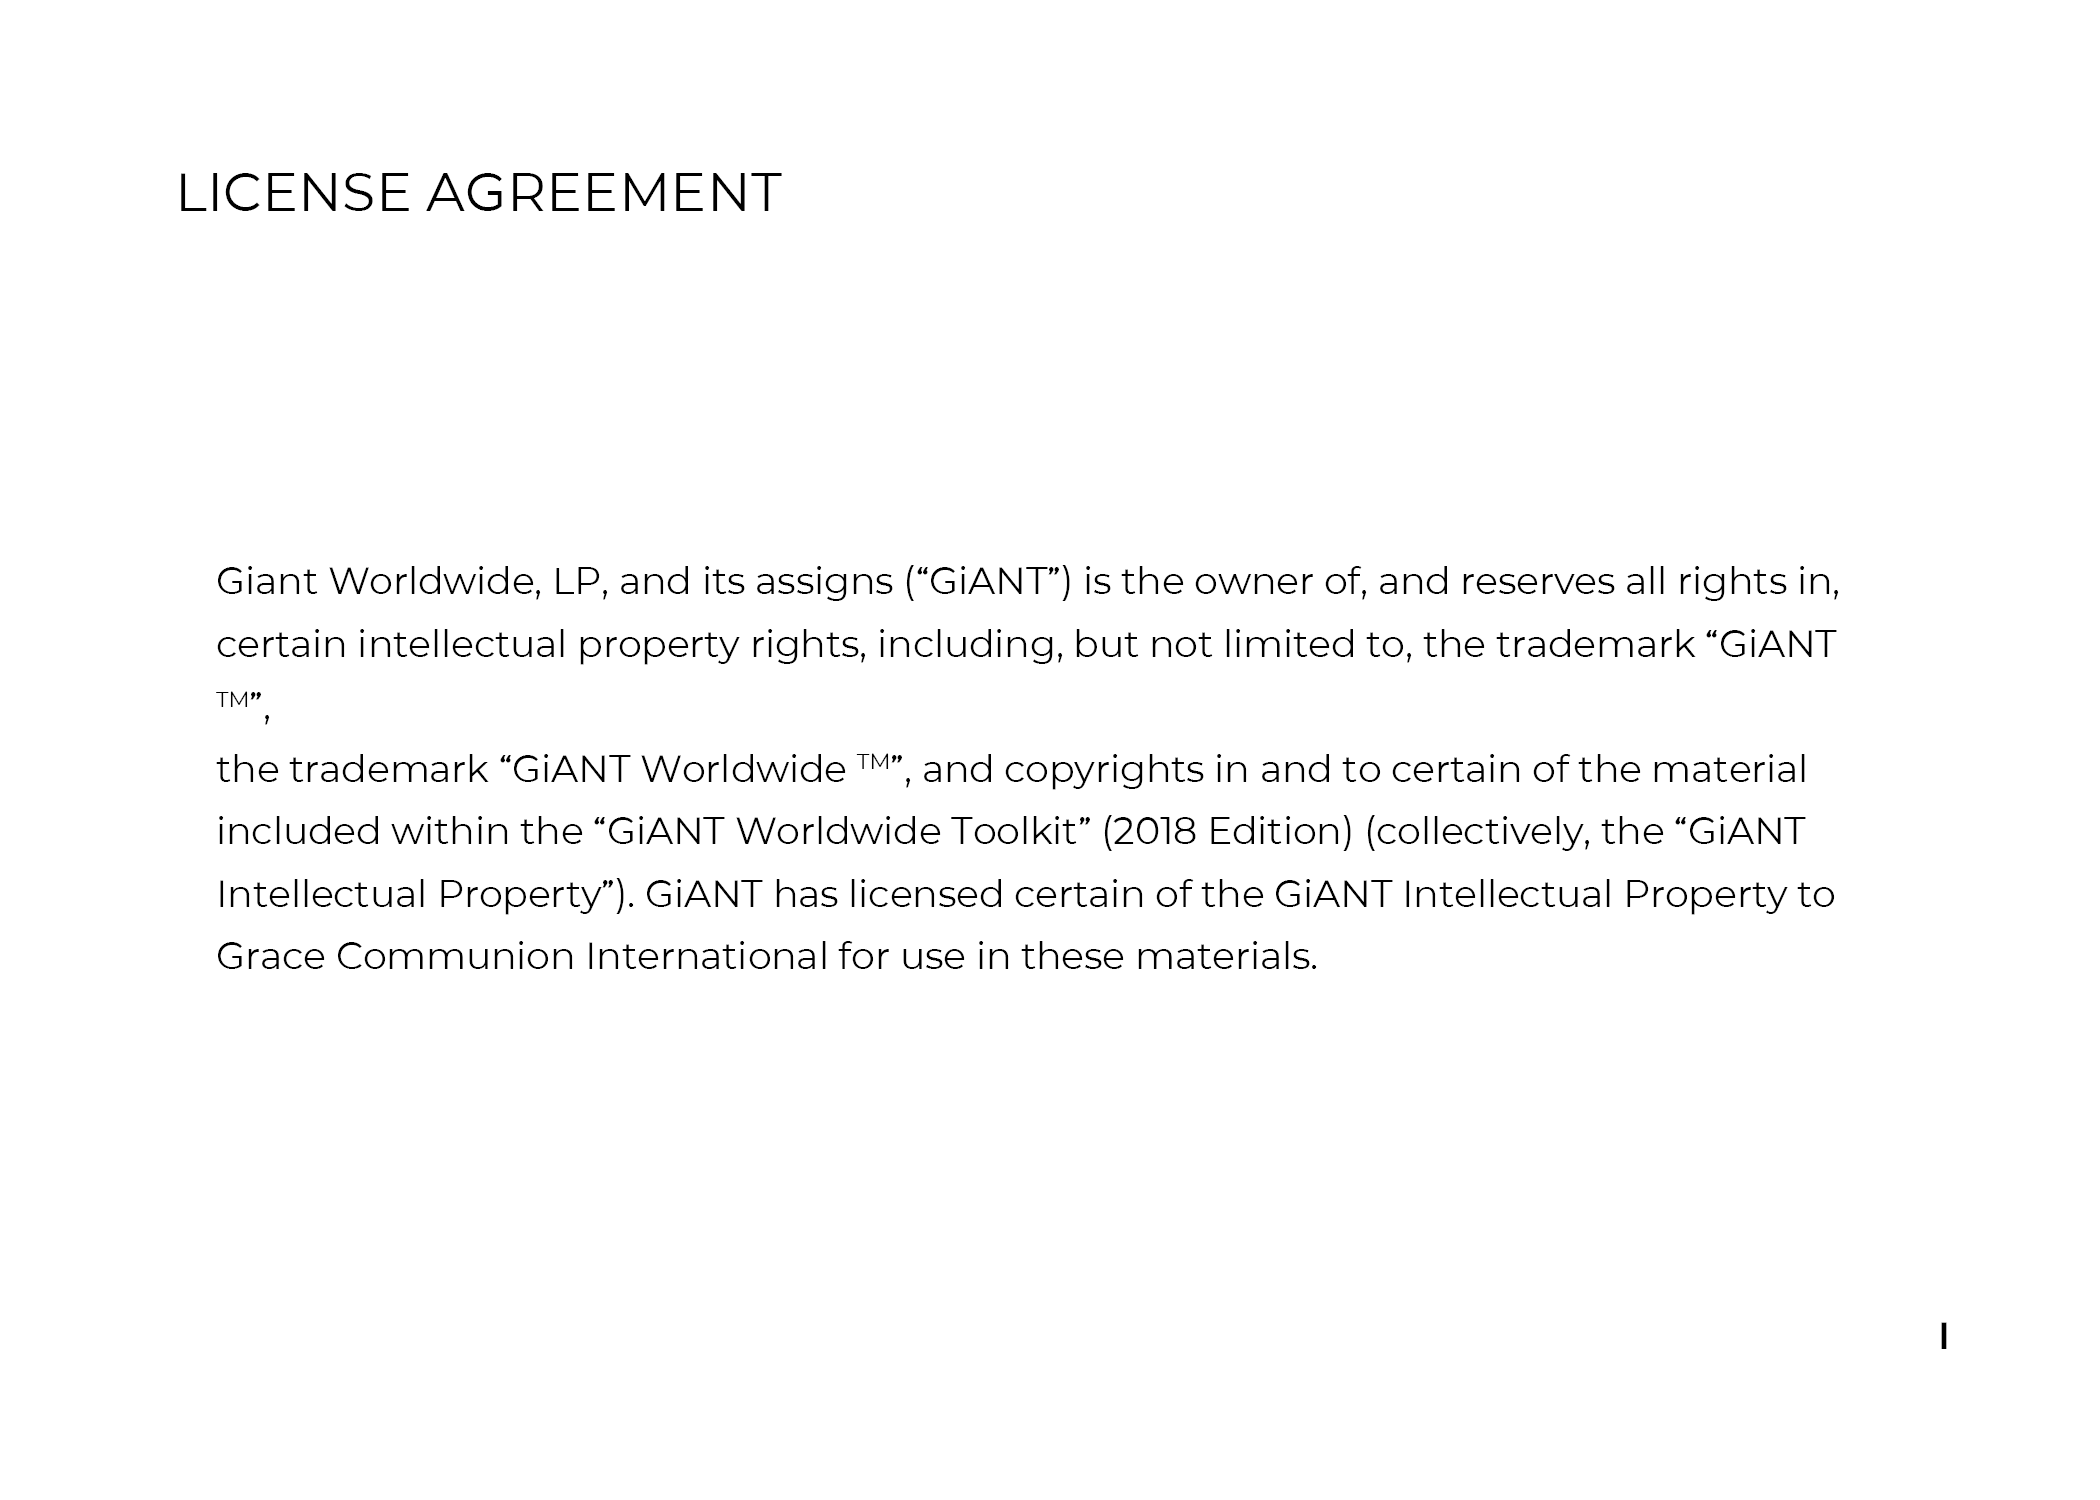 LICENSE AGREEMENT
Giant Worldwide, LP, and its assigns (“GiANT”) is the owner of, and reserves all rights in,
certain intellectual property rights, including, but not limited to, the trademark “GiANT
™”,
the trademark “GiANT Worldwide ™”, and copyrights in and to certain of the material
included within the “GiANT Worldwide Toolkit” (2018 Edition) (collectively, the “GiANT
Intellectual Property”). GiANT has licensed certain of the GiANT Intellectual Property to
Grace Communion International for use in these materials.
I